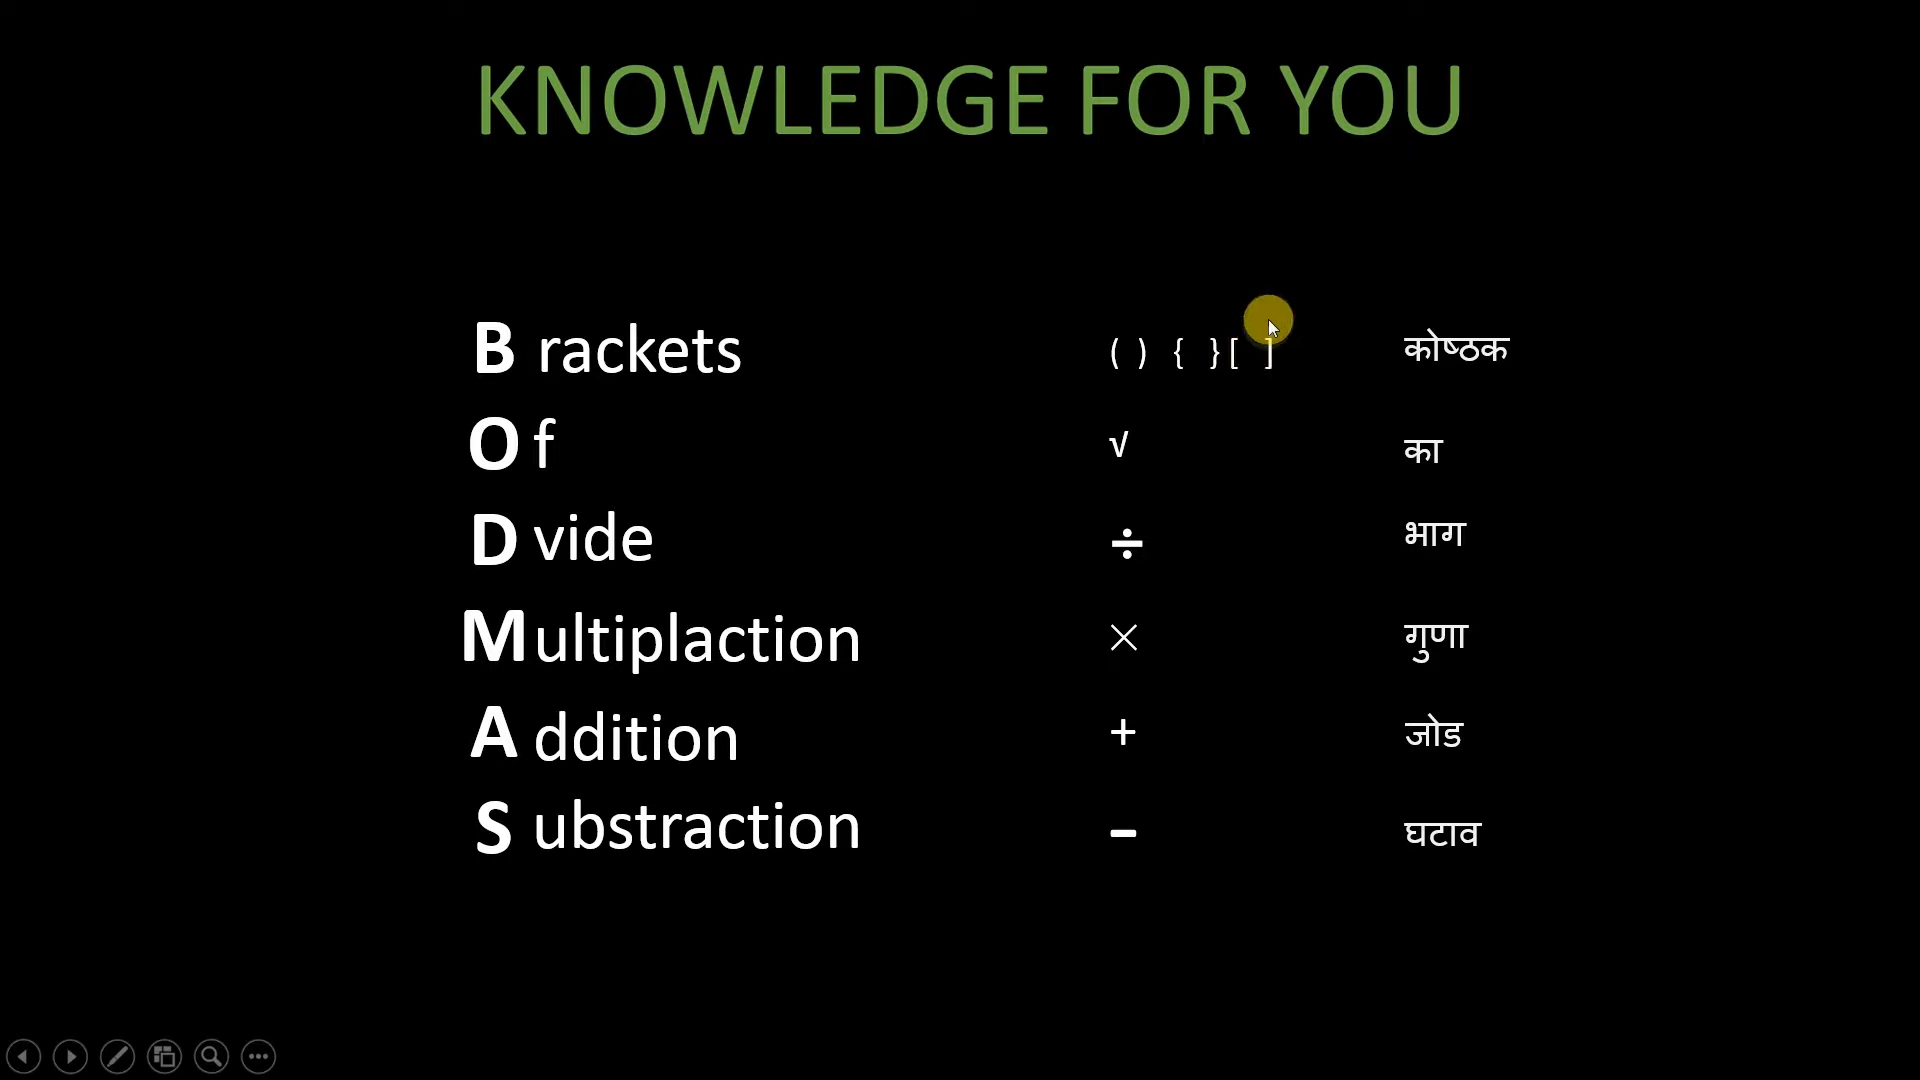 KNOWLEDGE FOR YOU
B rackets ( ) { } [ ] कोष्ठक
O f √ का
D vide ÷ भाग
M ultiplaction × गुणा
A ddition + जोड
S ubstraction - घटाव